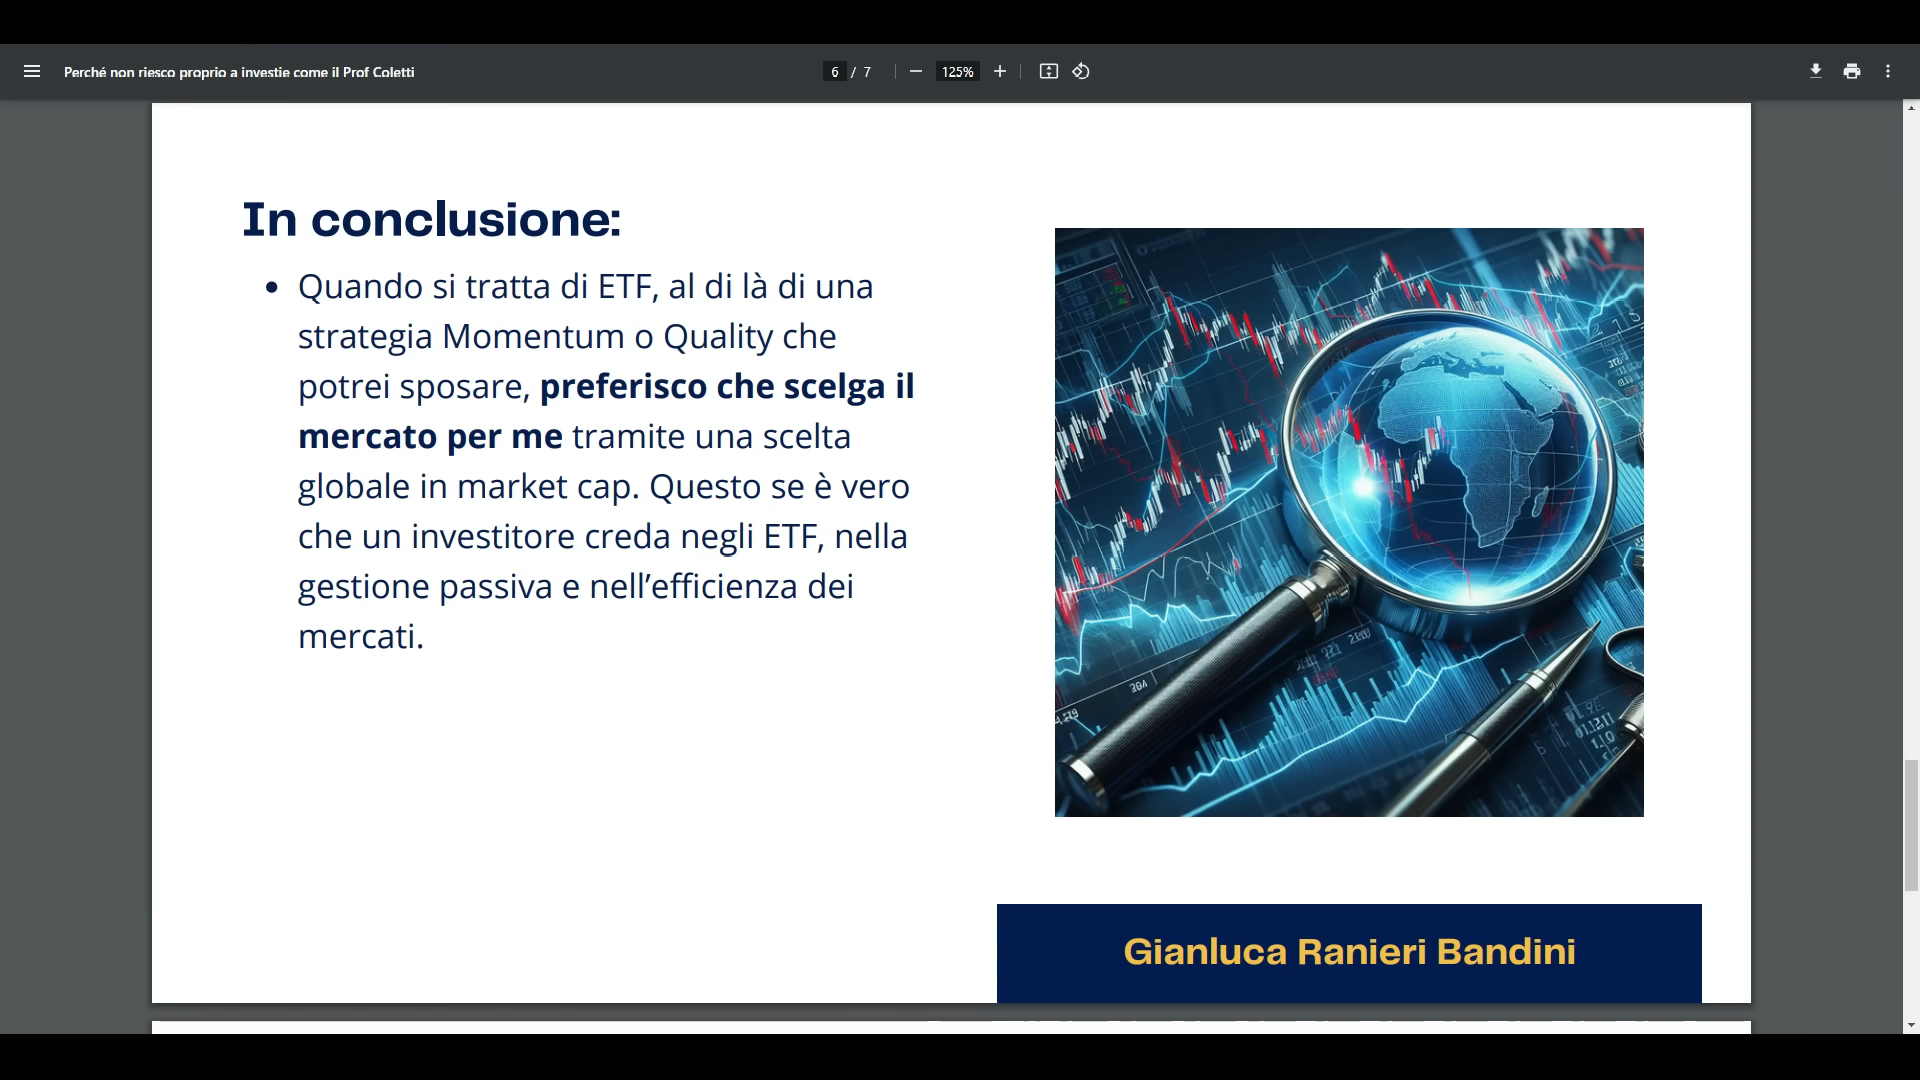 Perché non riesco proprio a investie come il Prof Coletti
6 / 7
125%
In conclusione:
• Quando si tratta di ETF, al di là di una
strategia Momentum o Quality che
potrei sposare, preferisco che scelga il
mercato per me tramite una scelta
globale in market cap. Questo se è vero
che un investitore creda negli ETF, nella
gestione passiva e nell’efficienza dei
mercati.
Gianluca Ranieri Bandini